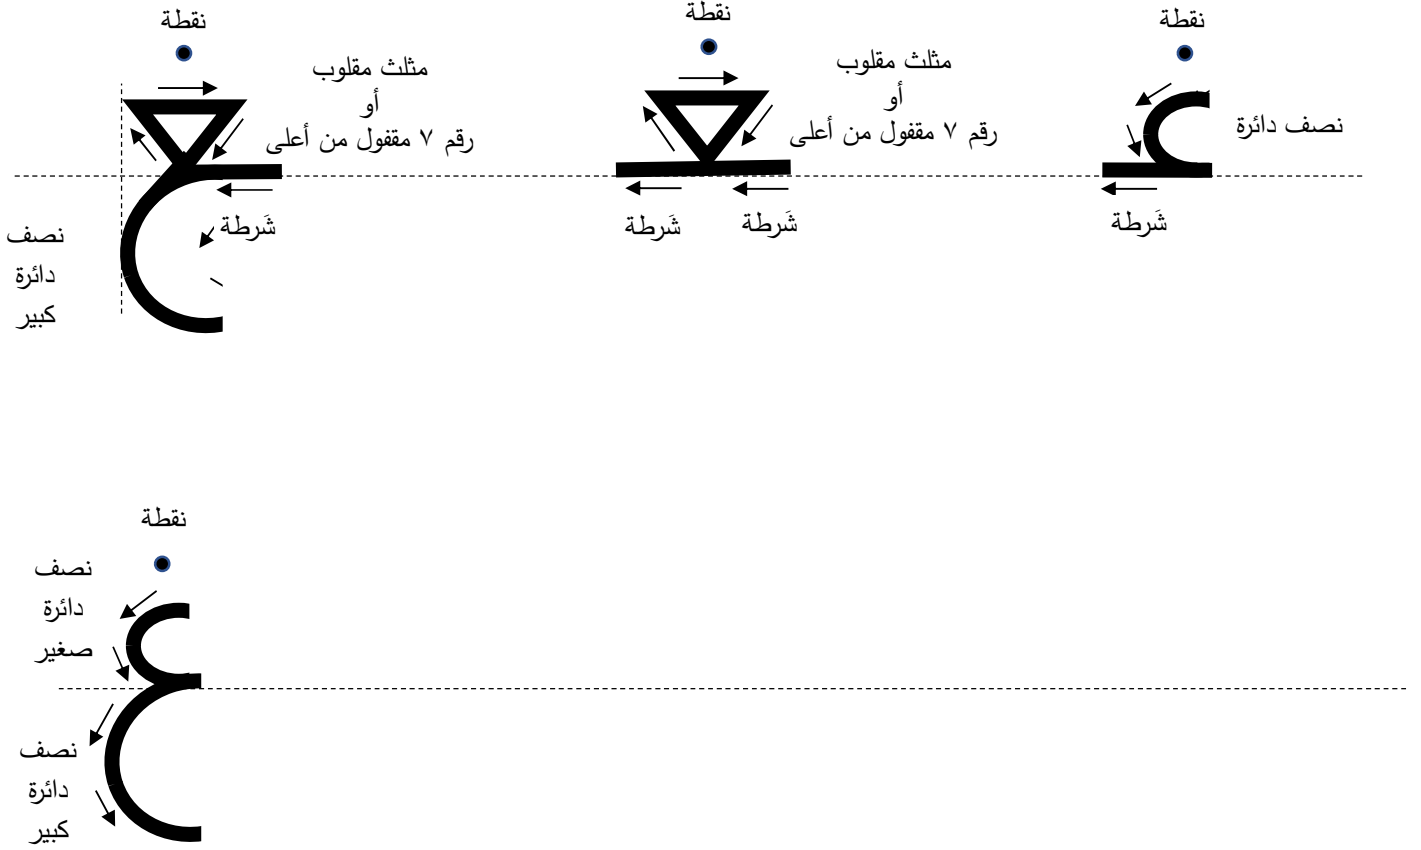 نقطة
نصف دائرة
شَرطة
نقطة
مثلث مقلوب
أو
رقم ٧ مقفول من أعلى
شَرطة
شَرطة
نقطة
مثلث مقلوب
أو
رقم ٧ مقفول من أعلى
شَرطة
نصف
دائرة
كبير
نقطة
نصف
دائرة
صغير
نصف
دائرة
كبير